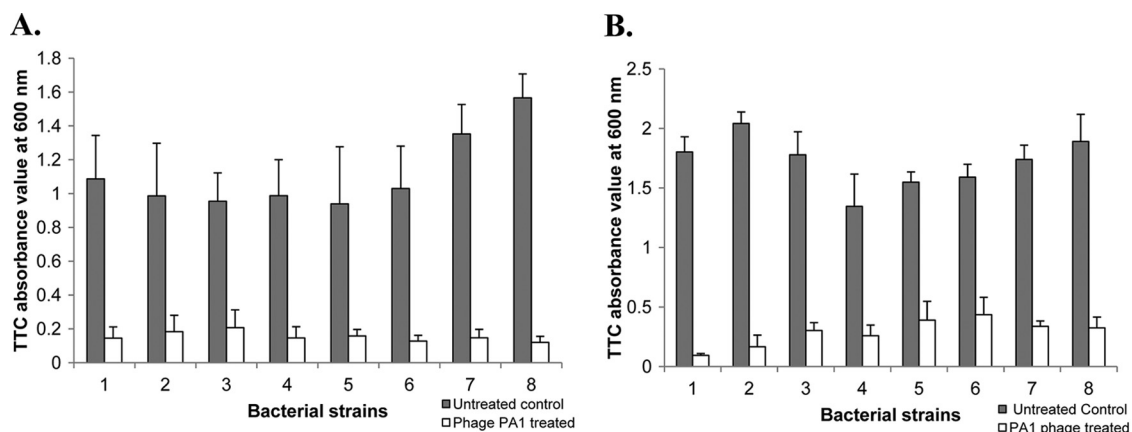 A.
TTC absorbance value at 600 nm
1.8
1.6
1.4
1.2
1
0.8
0.6
0.4
0.2
0
1 2 3 4 5 6 7 8
Bacterial strains
Untreated control
Phage PA1 treated
B.
TTC absorbance value at 600 nm
2.5
2
1.5
1
0.5
0
1 2 3 4 5 6 7 8
Bacterial strains
Untreated Control
PA1 phage treated